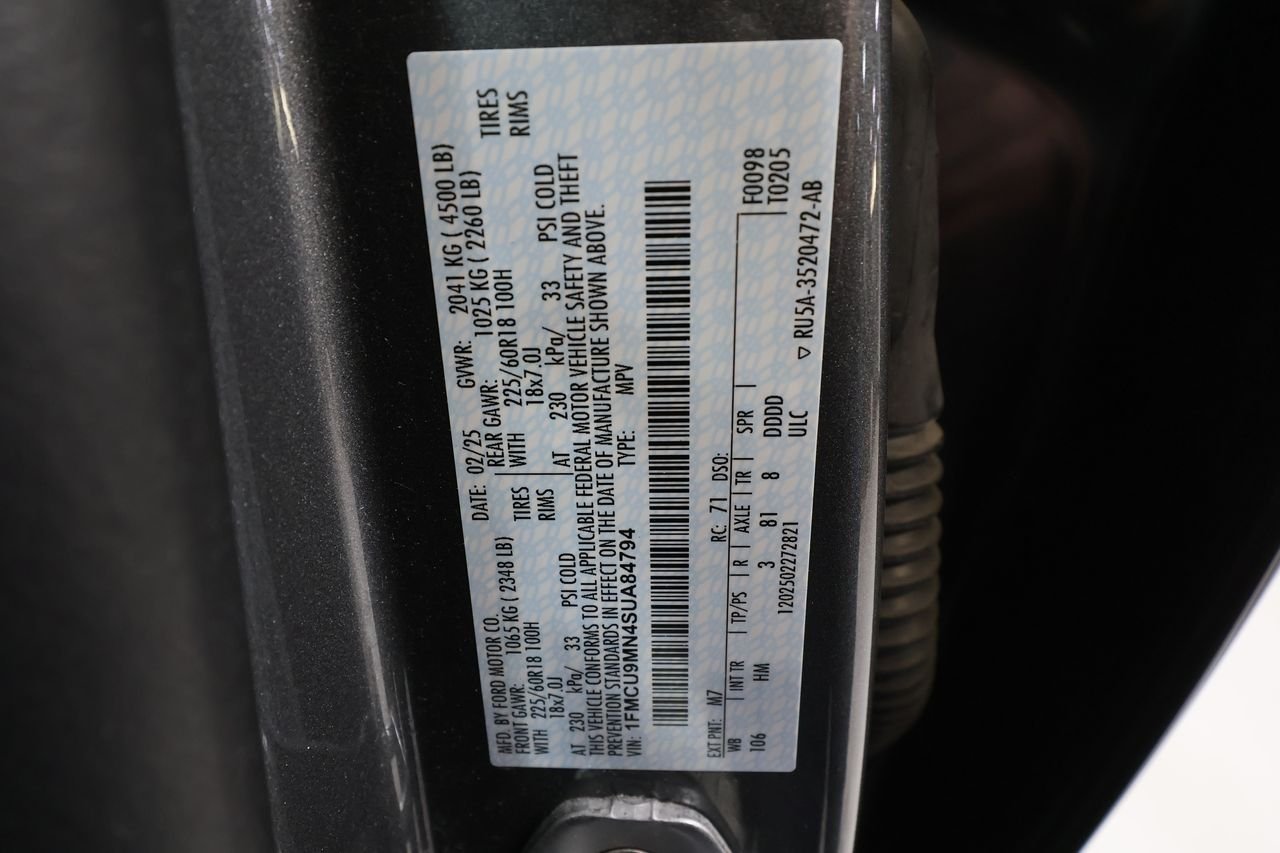 MFD. BY FORD MOTOR CO. DATE: 02/25 GVWR: 2041 KG ( 4500 LB)
FRONT GAWR: 1065 KG ( 2348 LB) REAR GAWR: 1025 KG ( 2260 LB)
WITH 225/60R18 100H TIRES WITH 225/60R18 100H TIRES
18x7.0J RIMS 18x7.0J RIMS
AT 230 kPa/ 33 PSI COLD AT 230 kPa/ 33 PSI COLD
THIS VEHICLE CONFORMS TO ALL APPLICABLE FEDERAL MOTOR VEHICLE SAFETY AND THEFT
PREVENTION STANDARDS IN EFFECT ON THE DATE OF MANUFACTURE SHOWN ABOVE.
VIN: 1FMCU9MN4SUA84794 TYPE: MPV
EXT PNT: M7 RC: 71 DSO:
WB INT TR TP/PS R AXLE TR SPR F0098
106 HM 3 81 8 DDDD T0205
1202502272821 ULC
RU5A-3520472-AB